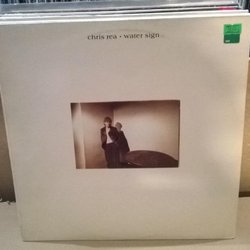 chris rea • water sign